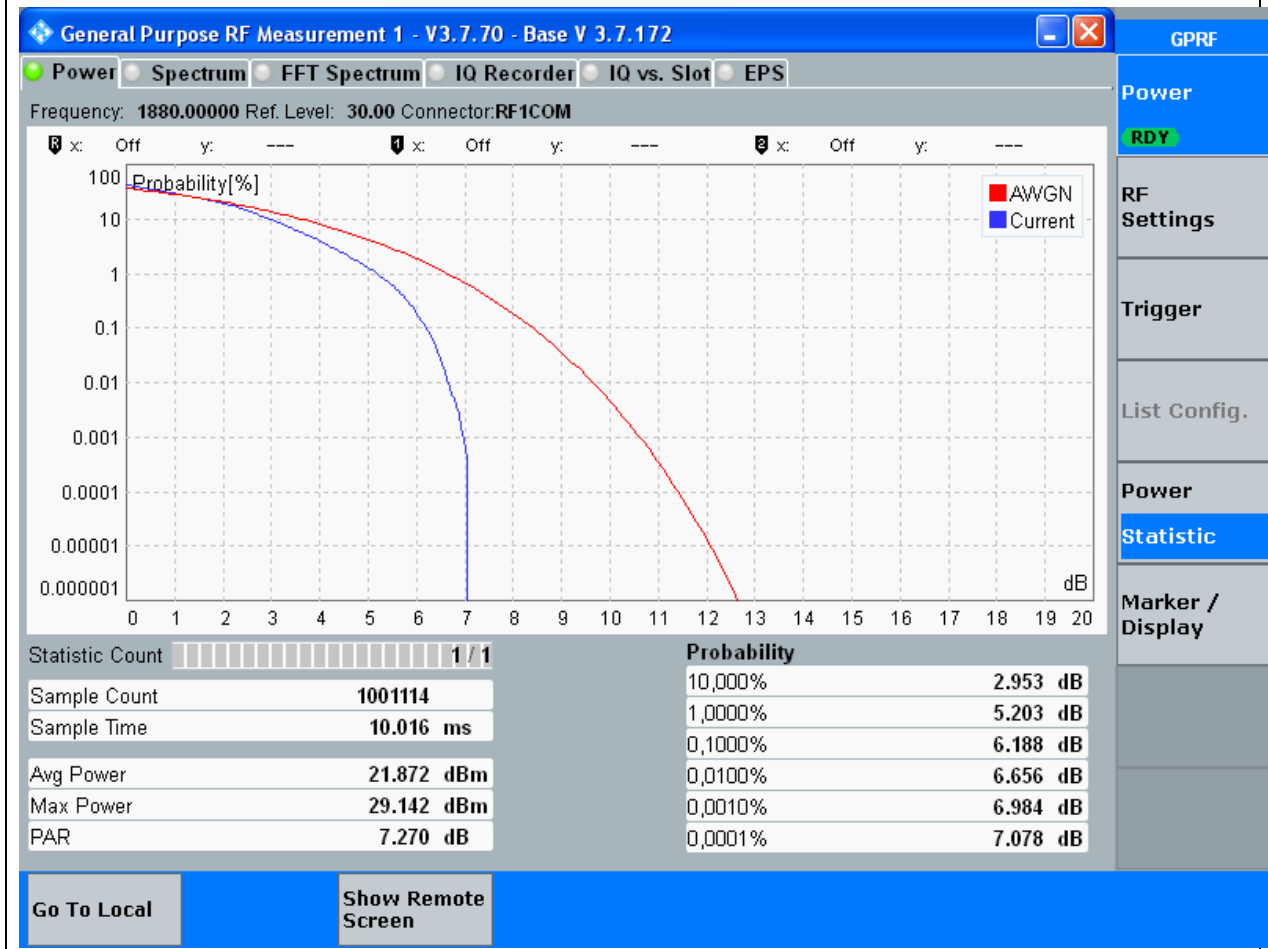 General Purpose RF Measurement 1 - V3.7.70 - Base V 3.7.172
GPRF
Power Spectrum FFT Spectrum IQ Recorder IQ vs. Slot EPS
Frequency: 1880.00000 Ref. Level: 30.00 Connector:RF1COM
R x: Off y: --- 1 x: Off y: --- 2 x: Off y: ---
Probability[%]
AWGN
Current
100
10
1
0.1
0.01
0.001
0.0001
0.00001
0.000001
dB
0 1 2 3 4 5 6 7 8 9 10 11 12 13 14 15 16 17 18 19 20
Statistic Count 1 / 1
Sample Count 1001114
Sample Time 10.016 ms
Avg Power 21.872 dBm
Max Power 29.142 dBm
PAR 7.270 dB
Probability
10,000% 2.953 dB
1,0000% 5.203 dB
0,1000% 6.188 dB
0,0100% 6.656 dB
0,0010% 6.984 dB
0,0001% 7.078 dB
Power
RDY
RF
Settings
Trigger
List Config.
Power
Statistic
Marker /
Display
Go To Local
Show Remote
Screen